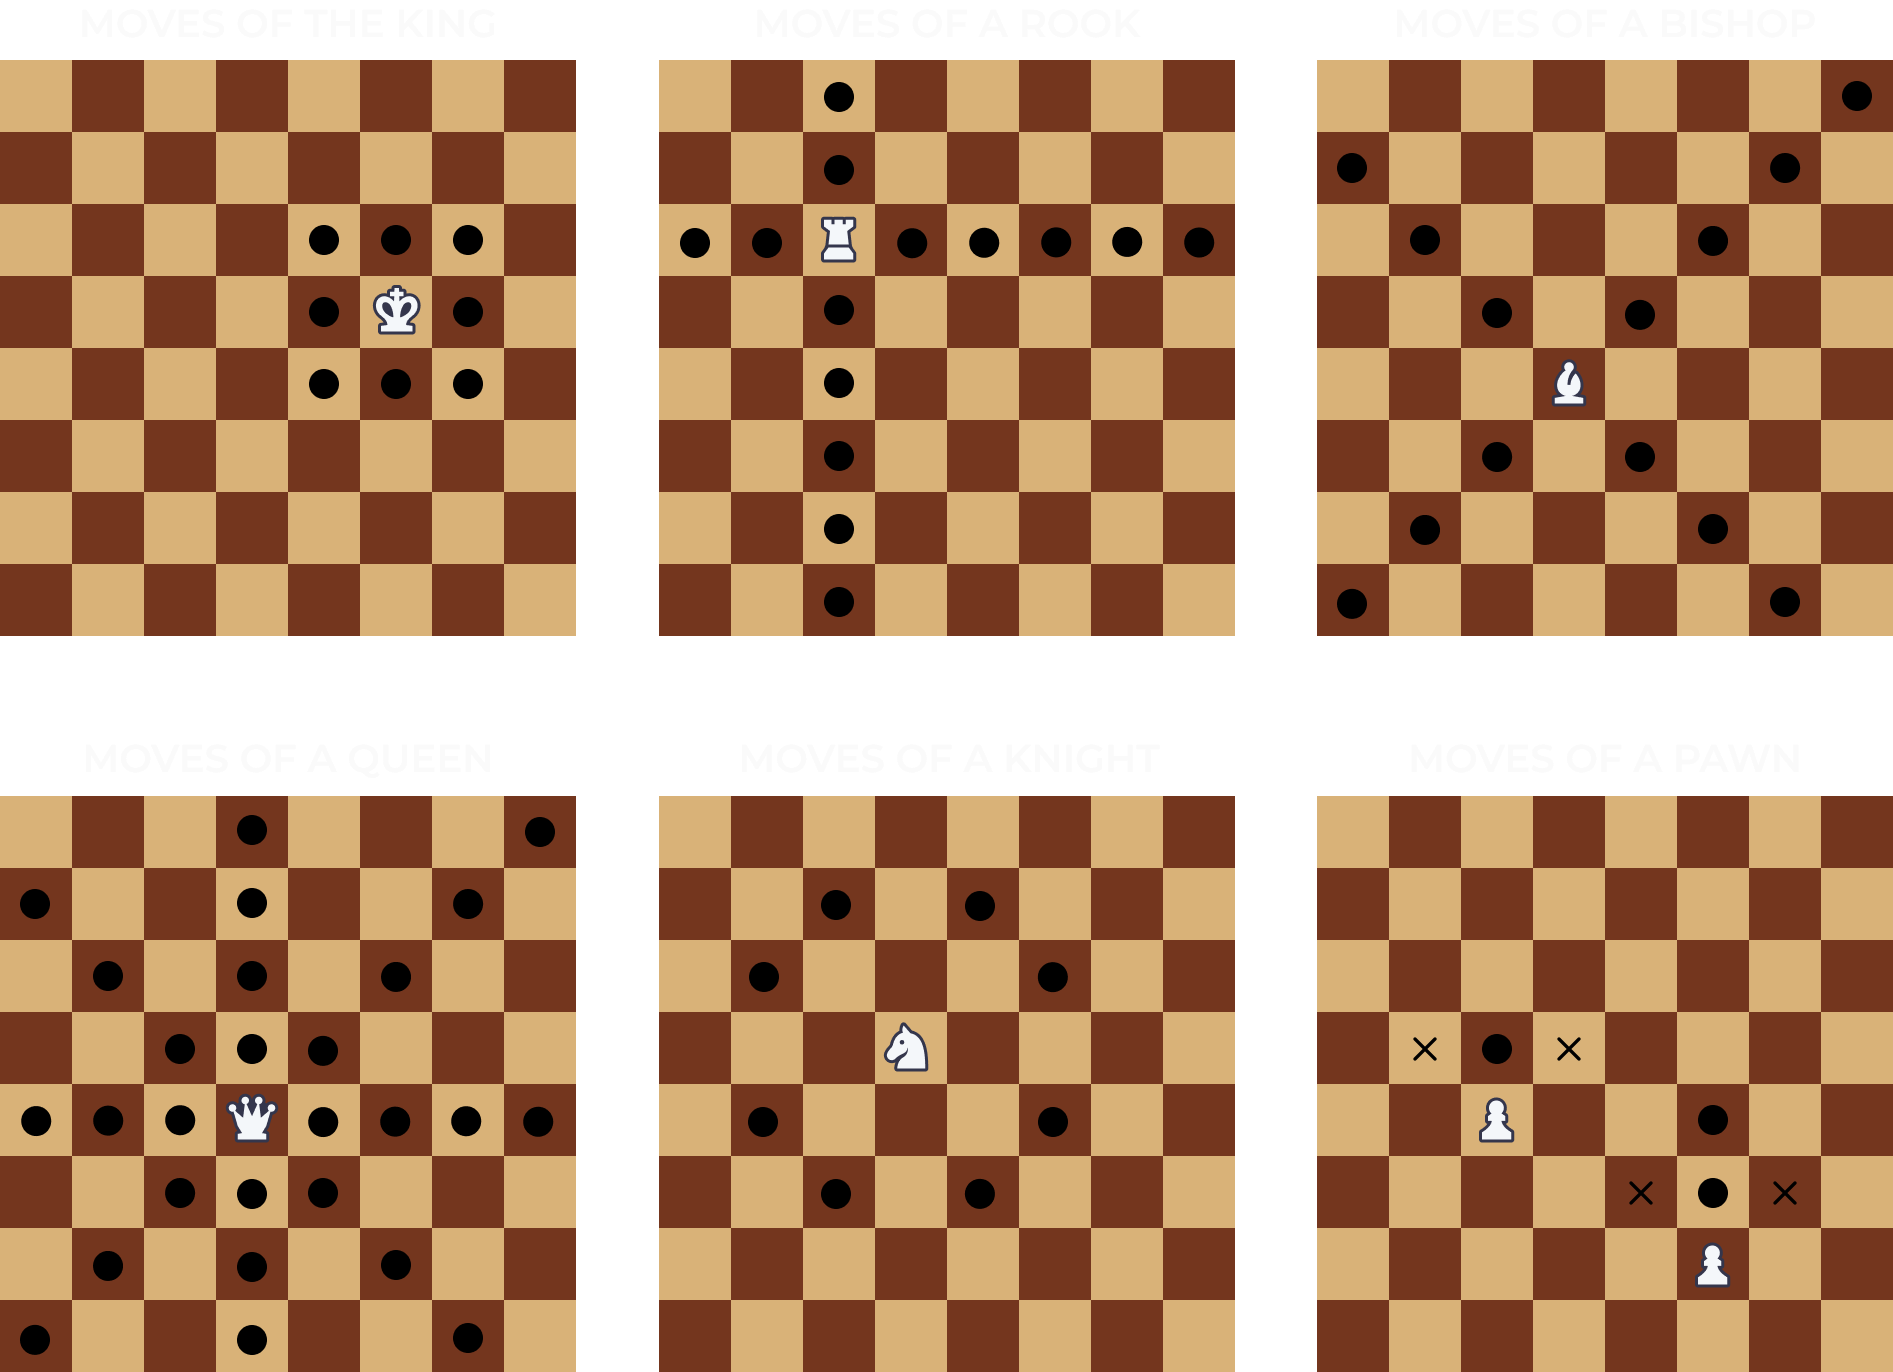 MOVES OF THE KING
MOVES OF A ROOK
MOVES OF A BISHOP
MOVES OF A QUEEN
MOVES OF A KNIGHT
MOVES OF A PAWN